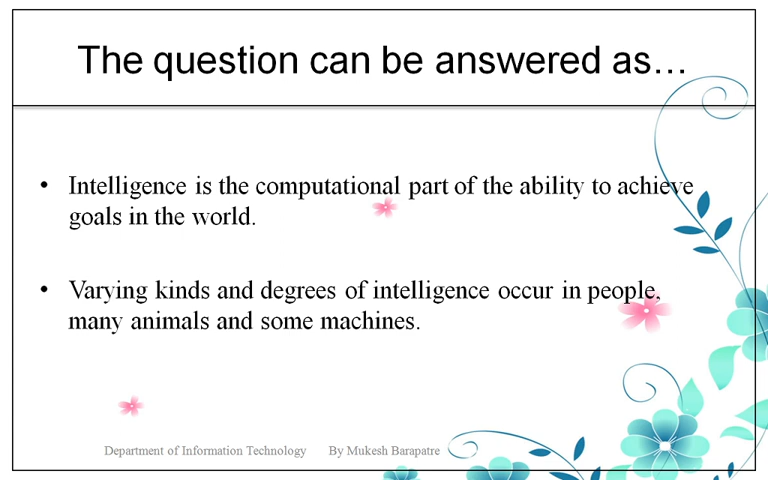 The question can be answered as…
• Intelligence is the computational part of the ability to achieve
goals in the world.
• Varying kinds and degrees of intelligence occur in people,
many animals and some machines.
Department of Information Technology By Mukesh Barapatre